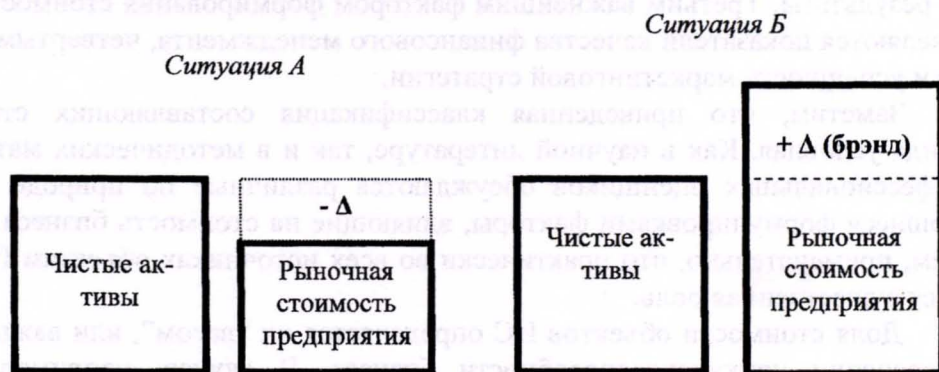 Ситуация Б
Ситуация А
+ Δ (брэнд)
-Δ
Чистые ак-
тивы
Рыночная
стоимость
предприятия
Чистые ак-
тивы
Рыночная
стоимость
предприятия